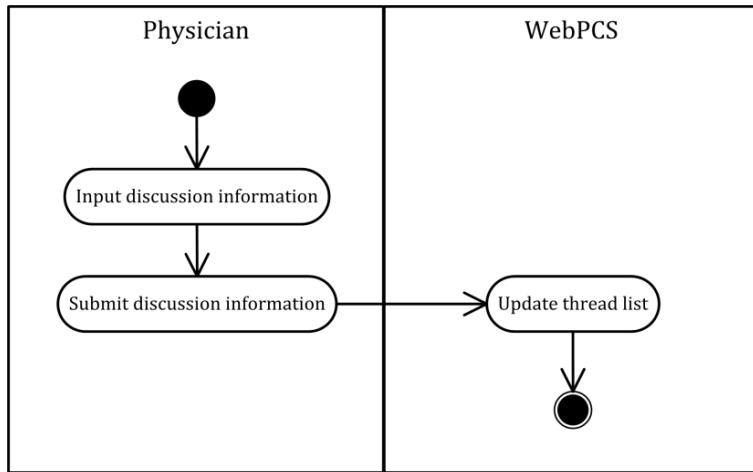 Physician
WebPCS
Input discussion information
Submit discussion information
Update thread list